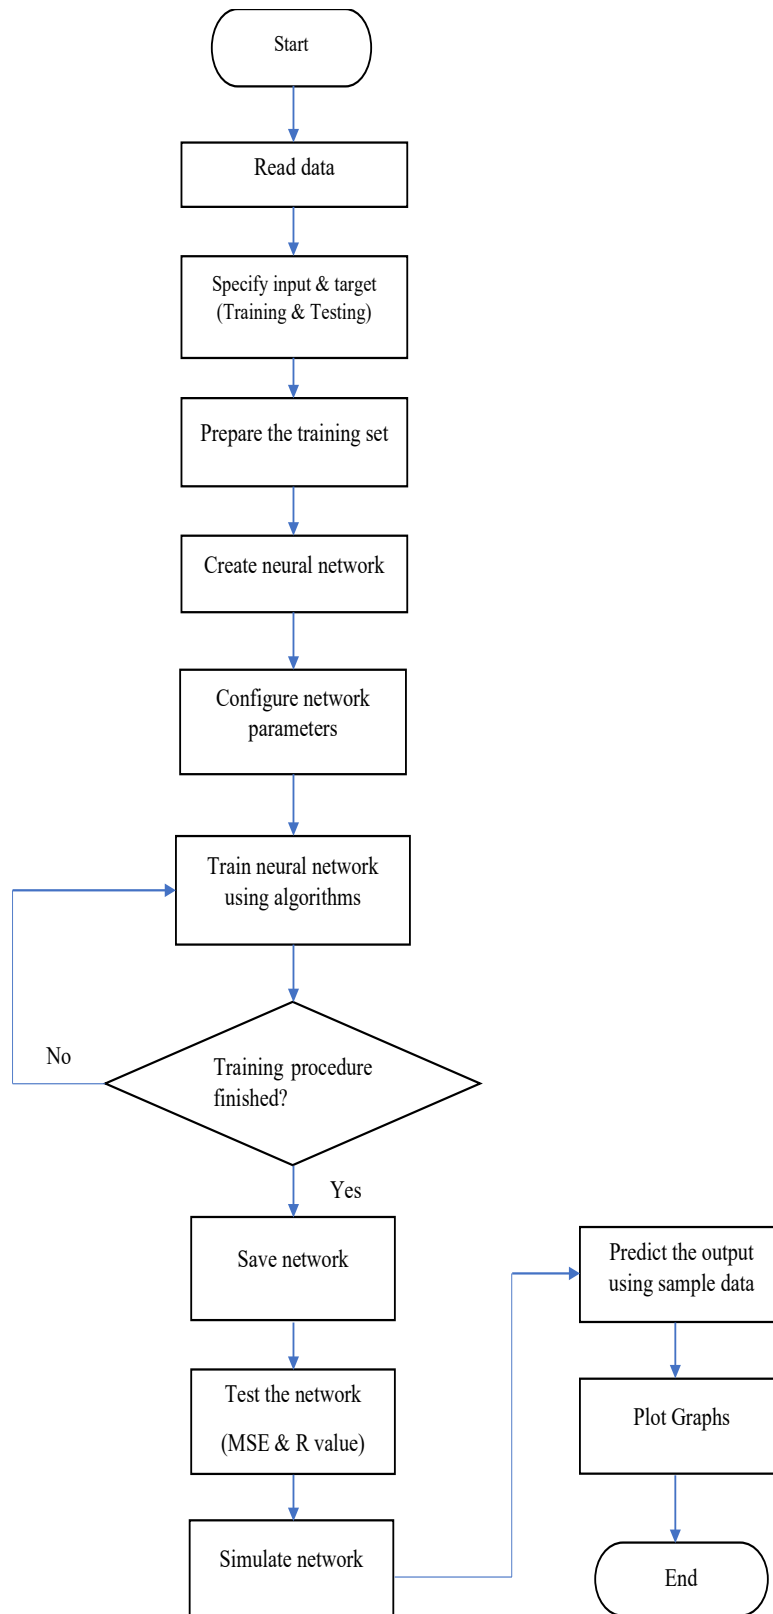 Start
Read data
Specify input & target
(Training & Testing)
Prepare the training set
Create neural network
Configure network
parameters
Train neural network
using algorithms
No
Training procedure
finished?
Yes
Save network
Test the network
(MSE & R value)
Simulate network
Predict the output
using sample data
Plot Graphs
End